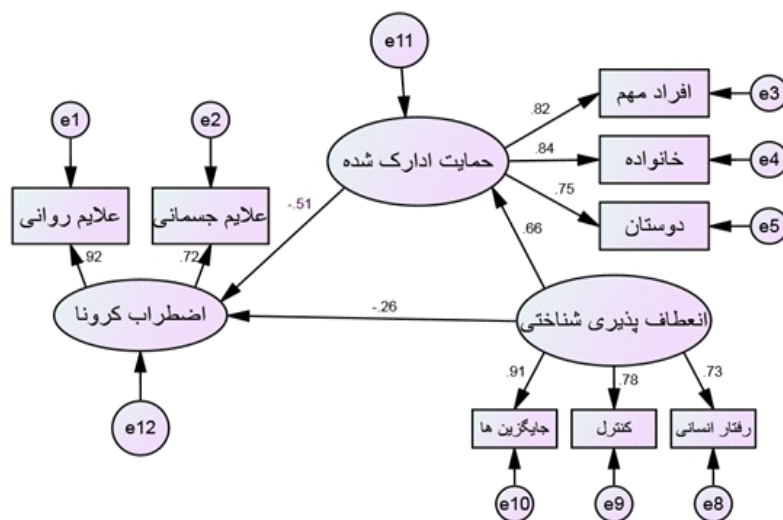 e11
e1
e2
افراد مهم
e3
.82
حمایت ادارک شده
.84
خانواده
e4
علایم روانی
علایم جسمانی
.75
دوستان
e5
-.51
.92
.72
.66
اضطراب کرونا
-.26
انعطاف پذیری شناختی
.91
.78
.73
e12
جایگزین ها
کنترل
رفتار انسانی
e10
e9
e8